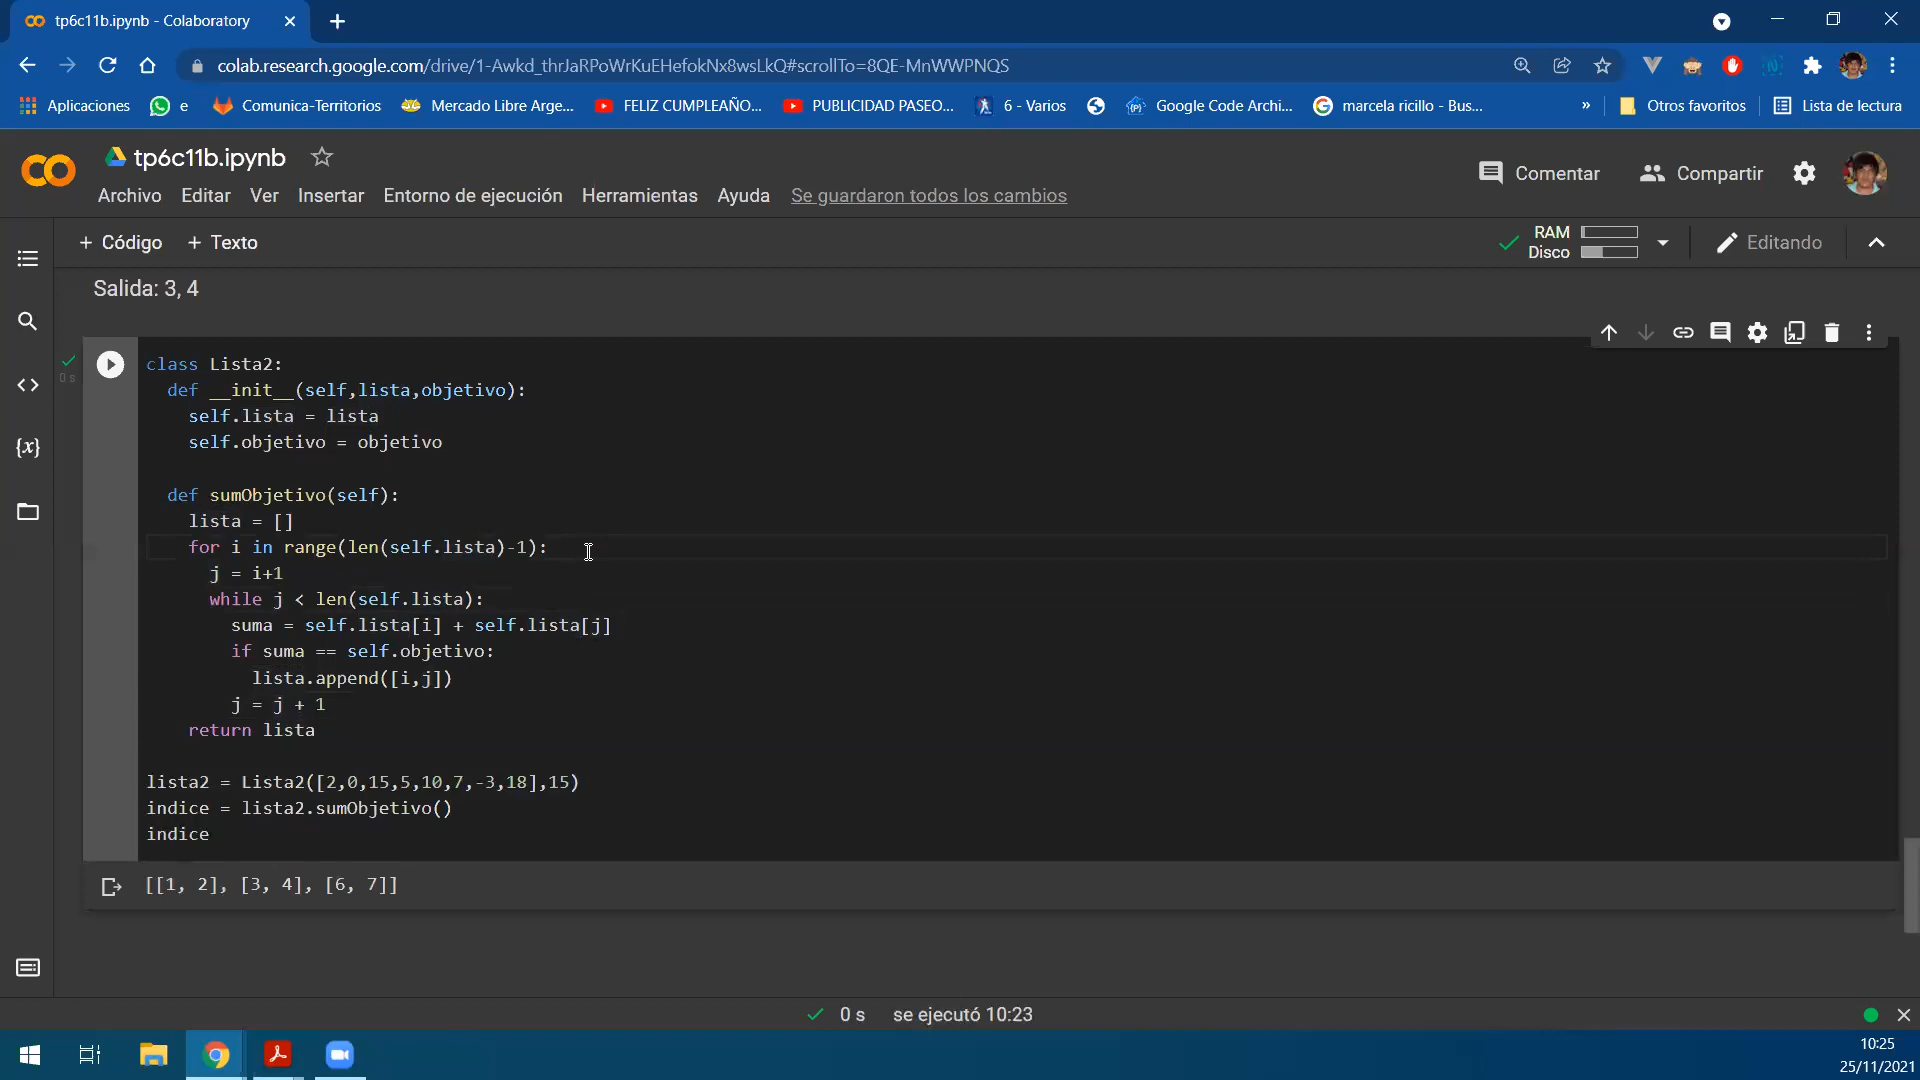 tp6c11b.ipynb - Colaboratory
colab.research.google.com/drive/1-Awkd_thrJaRPoWrKuEHefokNx8wsLkQ#scrollTo=8QE-MnWWPNQS
Aplicaciones e Comunica-Territorios Mercado Libre Arge... FELIZ CUMPLEAÑO... PUBLICIDAD PASEO... 6 - Varios Google Code Archi... marcela ricillo - Bus... » Otros favoritos Lista de lectura
tp6c11b.ipynb
Comentar Compartir
Archivo Editar Ver Insertar Entorno de ejecución Herramientas Ayuda Se guardaron todos los cambios
+ Código + Texto
RAM
Disco
Editando
Salida: 3, 4
class Lista2:
0 s
def __init__(self,lista,objetivo):
self.lista = lista
self.objetivo = objetivo
def sumObjetivo(self):
lista = []
for i in range(len(self.lista)-1):
j = i+1
while j < len(self.lista):
suma = self.lista[i] + self.lista[j]
if suma == self.objetivo:
lista.append([i,j])
j = j + 1
return lista
lista2 = Lista2([2,0,15,5,10,7,-3,18],15)
indice = lista2.sumObjetivo()
indice
[[1, 2], [3, 4], [6, 7]]
0 s se ejecutó 10:23
10:25
25/11/2021